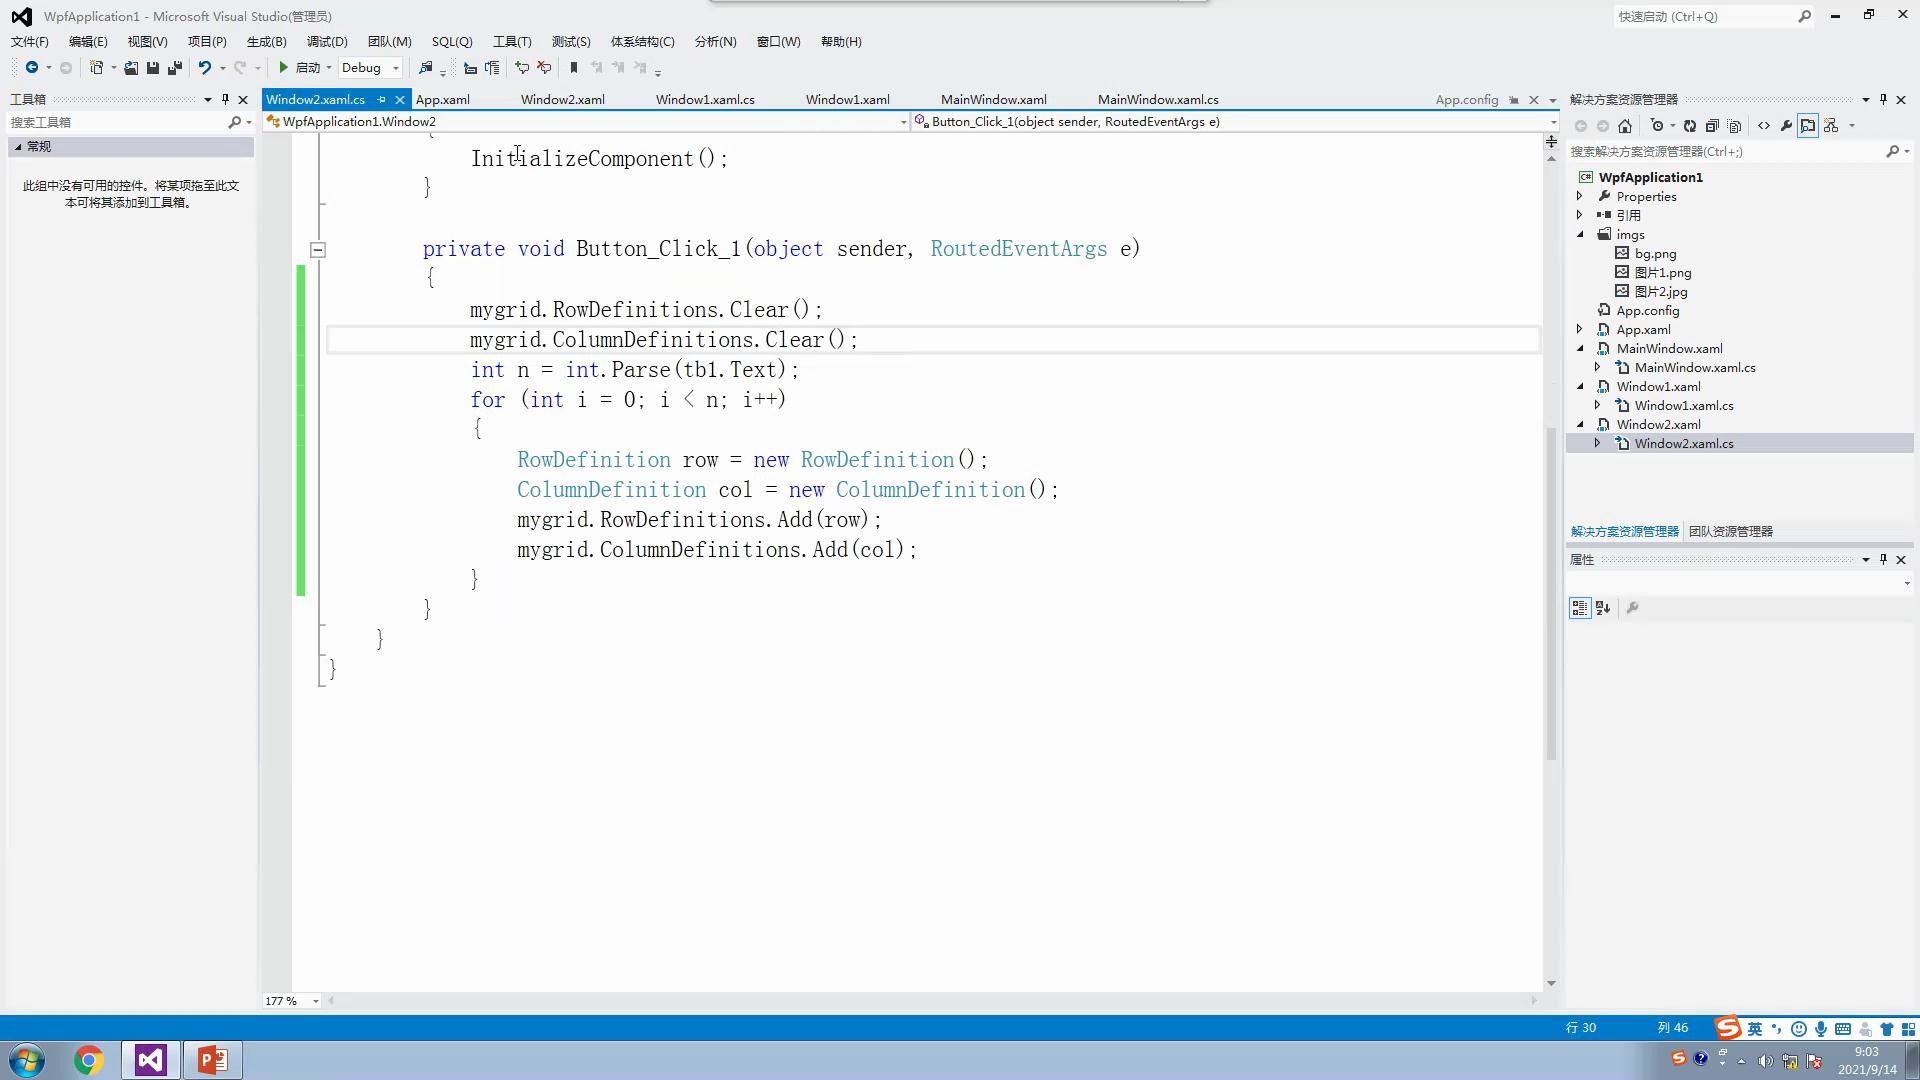 WpfApplication1 - Microsoft Visual Studio(管理员)
快速启动 (Ctrl+Q)
文件(F) 编辑(E) 视图(V) 项目(P) 生成(B) 调试(D) 团队(M) SQL(Q) 工具(T) 测试(S) 体系结构(C) 分析(N) 窗口(W) 帮助(H)
启动 Debug
工具箱
搜索工具箱
常规
此组中没有可用的控件。将某项拖至此文
本可将其添加到工具箱。
Window2.xaml.cs App.xaml Window2.xaml Window1.xaml.cs Window1.xaml MainWindow.xaml MainWindow.xaml.cs App.config
WpfApplication1.Window2 Button_Click_1(object sender, RoutedEventArgs e)
{
InitializeComponent();
}
private void Button_Click_1(object sender, RoutedEventArgs e)
{
mygrid.RowDefinitions.Clear();
mygrid.ColumnDefinitions.Clear();
int n = int.Parse(tb1.Text);
for (int i = 0; i < n; i++)
{
RowDefinition row = new RowDefinition();
ColumnDefinition col = new ColumnDefinition();
mygrid.RowDefinitions.Add(row);
mygrid.ColumnDefinitions.Add(col);
}
}
}
}
177 %
解决方案资源管理器
搜索解决方案资源管理器(Ctrl+;)
WpfApplication1
Properties
引用
imgs
bg.png
图片1.png
图片2.jpg
App.config
App.xaml
MainWindow.xaml
MainWindow.xaml.cs
Window1.xaml
Window1.xaml.cs
Window2.xaml
Window2.xaml.cs
解决方案资源管理器 团队资源管理器
属性
行 30 列 46 英
9:03
2021/9/14